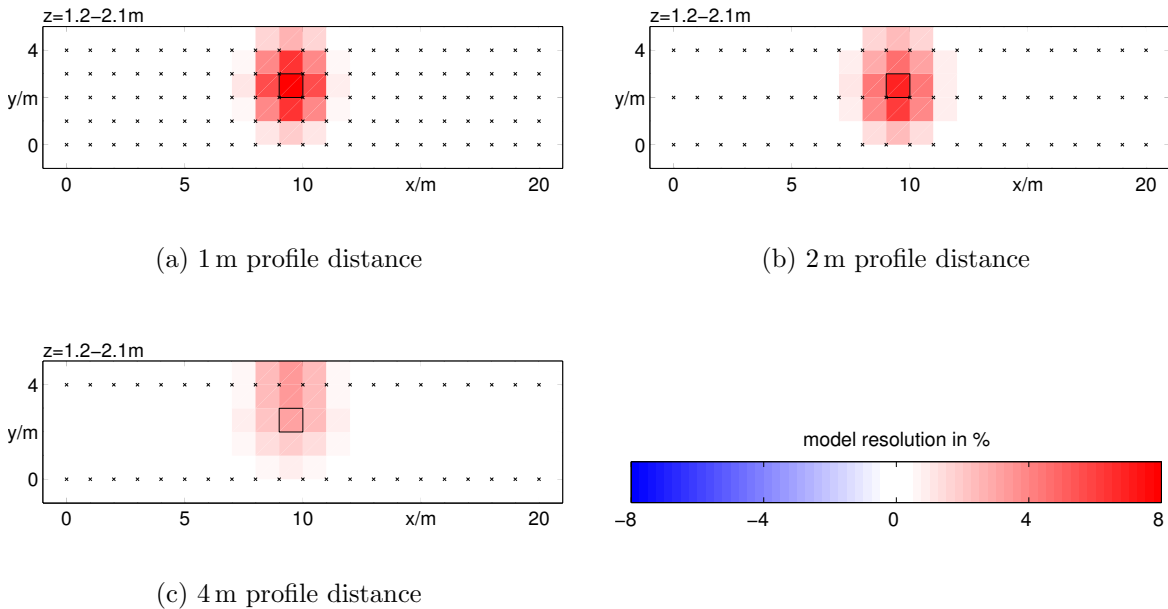 z=1.2−2.1m
4
y/m
0
0 5 10 x/m 20
(a) 1 m profile distance
z=1.2−2.1m
4
y/m
0
0 5 10 x/m 20
(b) 2 m profile distance
z=1.2−2.1m
4
y/m
0
0 5 10 x/m 20
(c) 4 m profile distance
model resolution in %
−8 −4 0 4 8